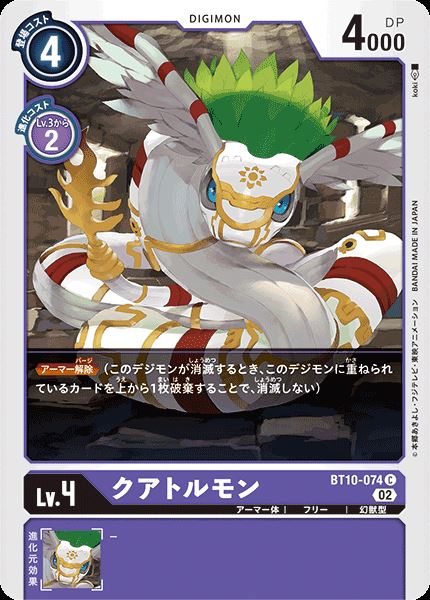 登場コスト
4
DIGIMON
DP
4000
進化コスト
Lv.3から
2
koki
©本郷あきよし・フジテレビ・東映アニメーション BANDAI MADE IN JAPAN
アーマー解除 パージ (このデジモンが消滅するとき、このデジモンに重ねられ
ているカードを上から1枚破棄することで、消滅しない)
BT10-074 C
Lv.4
クアトルモン
02
アーマー体 フリー 幻獣型
進化元効果
ー